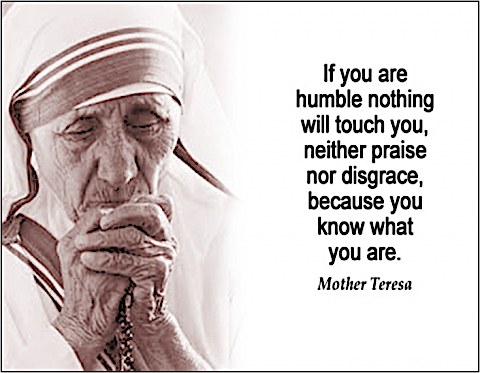 If you are
humble nothing
will touch you,
neither praise
nor disgrace,
because you
know what
you are.
Mother Teresa